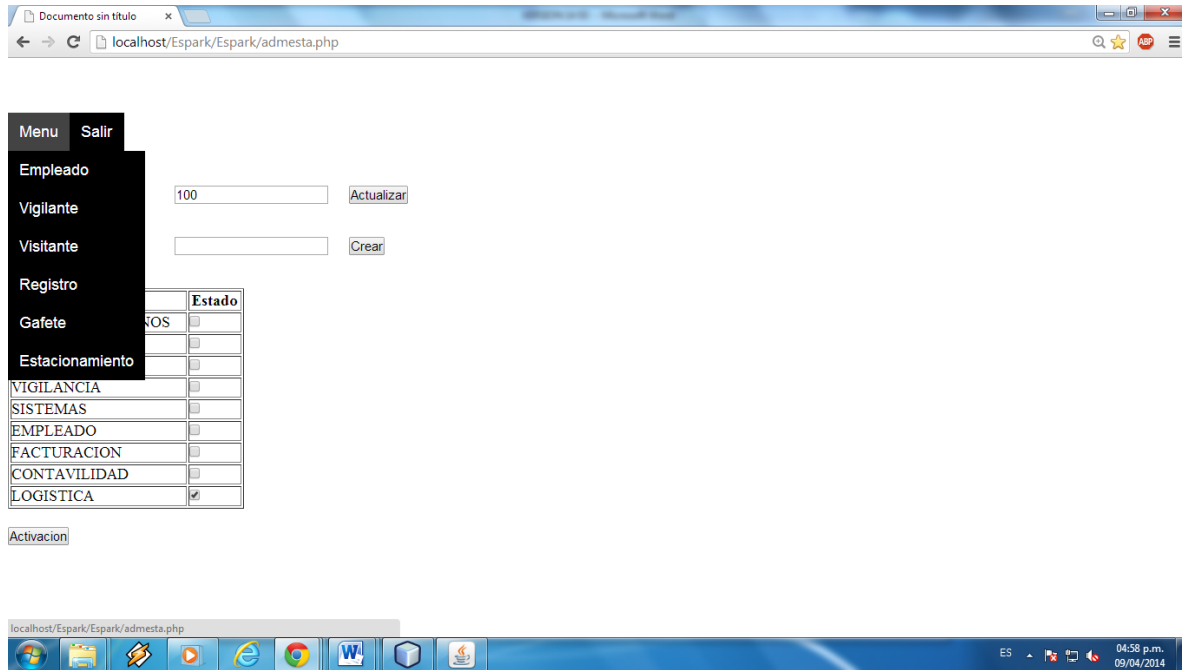 Documento sin título
localhost/Espark/Espark/admesta.php
ABP
Menu Salir
Empleado
Vigilante
Visitante
Registro
Gafete
Estacionamiento
100 Actualizar
Crear
Estado
NOS
VIGILANCIA
SISTEMAS
EMPLEADO
FACTURACION
CONTAVILIDAD
LOGISTICA
Activacion
localhost/Espark/Espark/admesta.php
ES
04:58 p.m.
09/04/2014